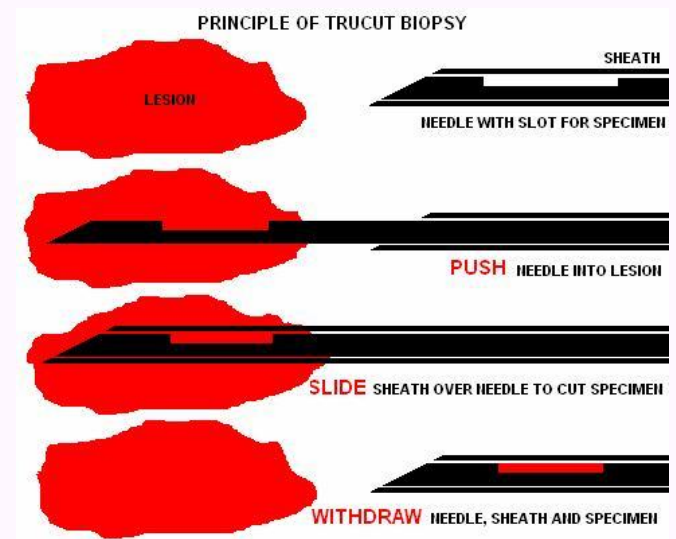 PRINCIPLE OF TRUCUT BIOPSY
SHEATH
LESION
NEEDLE WITH SLOT FOR SPECIMEN
PUSH NEEDLE INTO LESION
SLIDE SHEATH OVER NEEDLE TO CUT SPECIMEN
WITHDRAW NEEDLE, SHEATH AND SPECIMEN